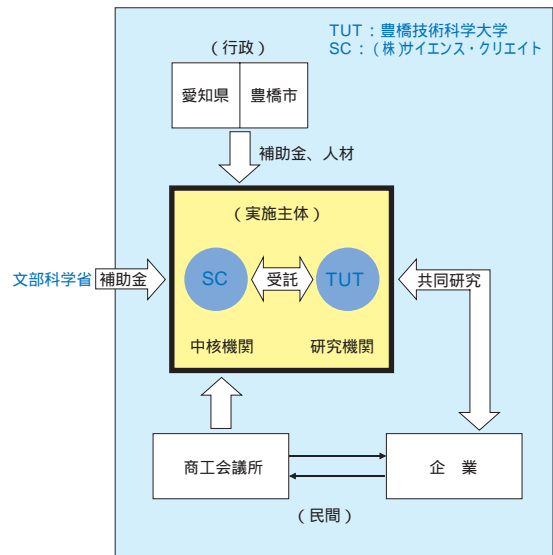 TUT：豊橋技術科学大学
SC：(株)サイエンス・クリエイト
(行政)
愛知県 豊橋市
補助金、人材
(実施主体)
文部科学省 補助金 SC 受託 TUT 共同研究
中核機関 研究機関
商工会議所 企　業
(民間)